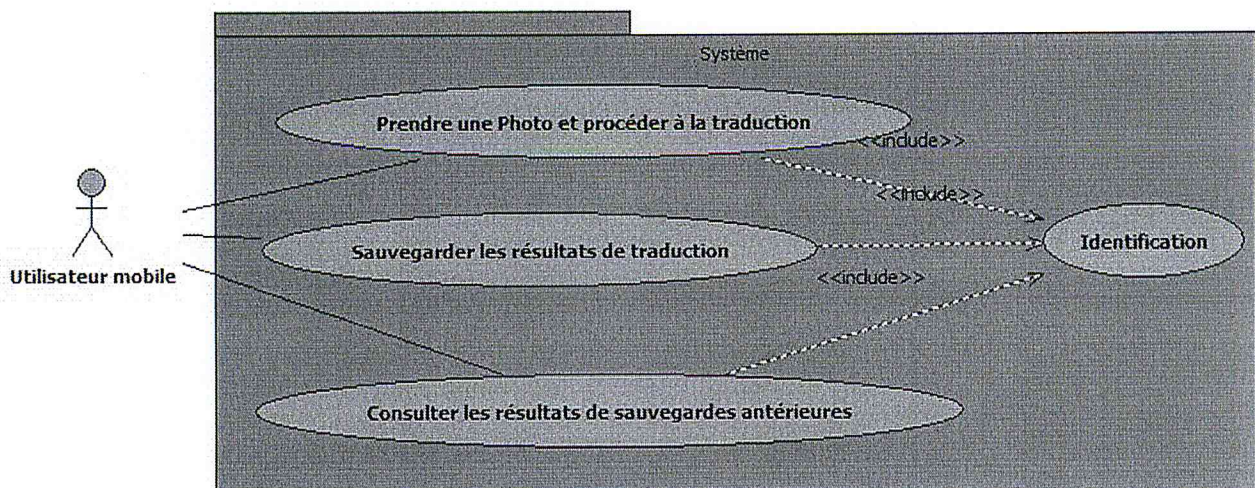 Système
Prendre une Photo et procéder à la traduction
<<include>>
<<include>>
Sauvegarder les résultats de traduction
Identification
Utilisateur mobile
<<include>>
Consulter les résultats de sauvegardes antérieures